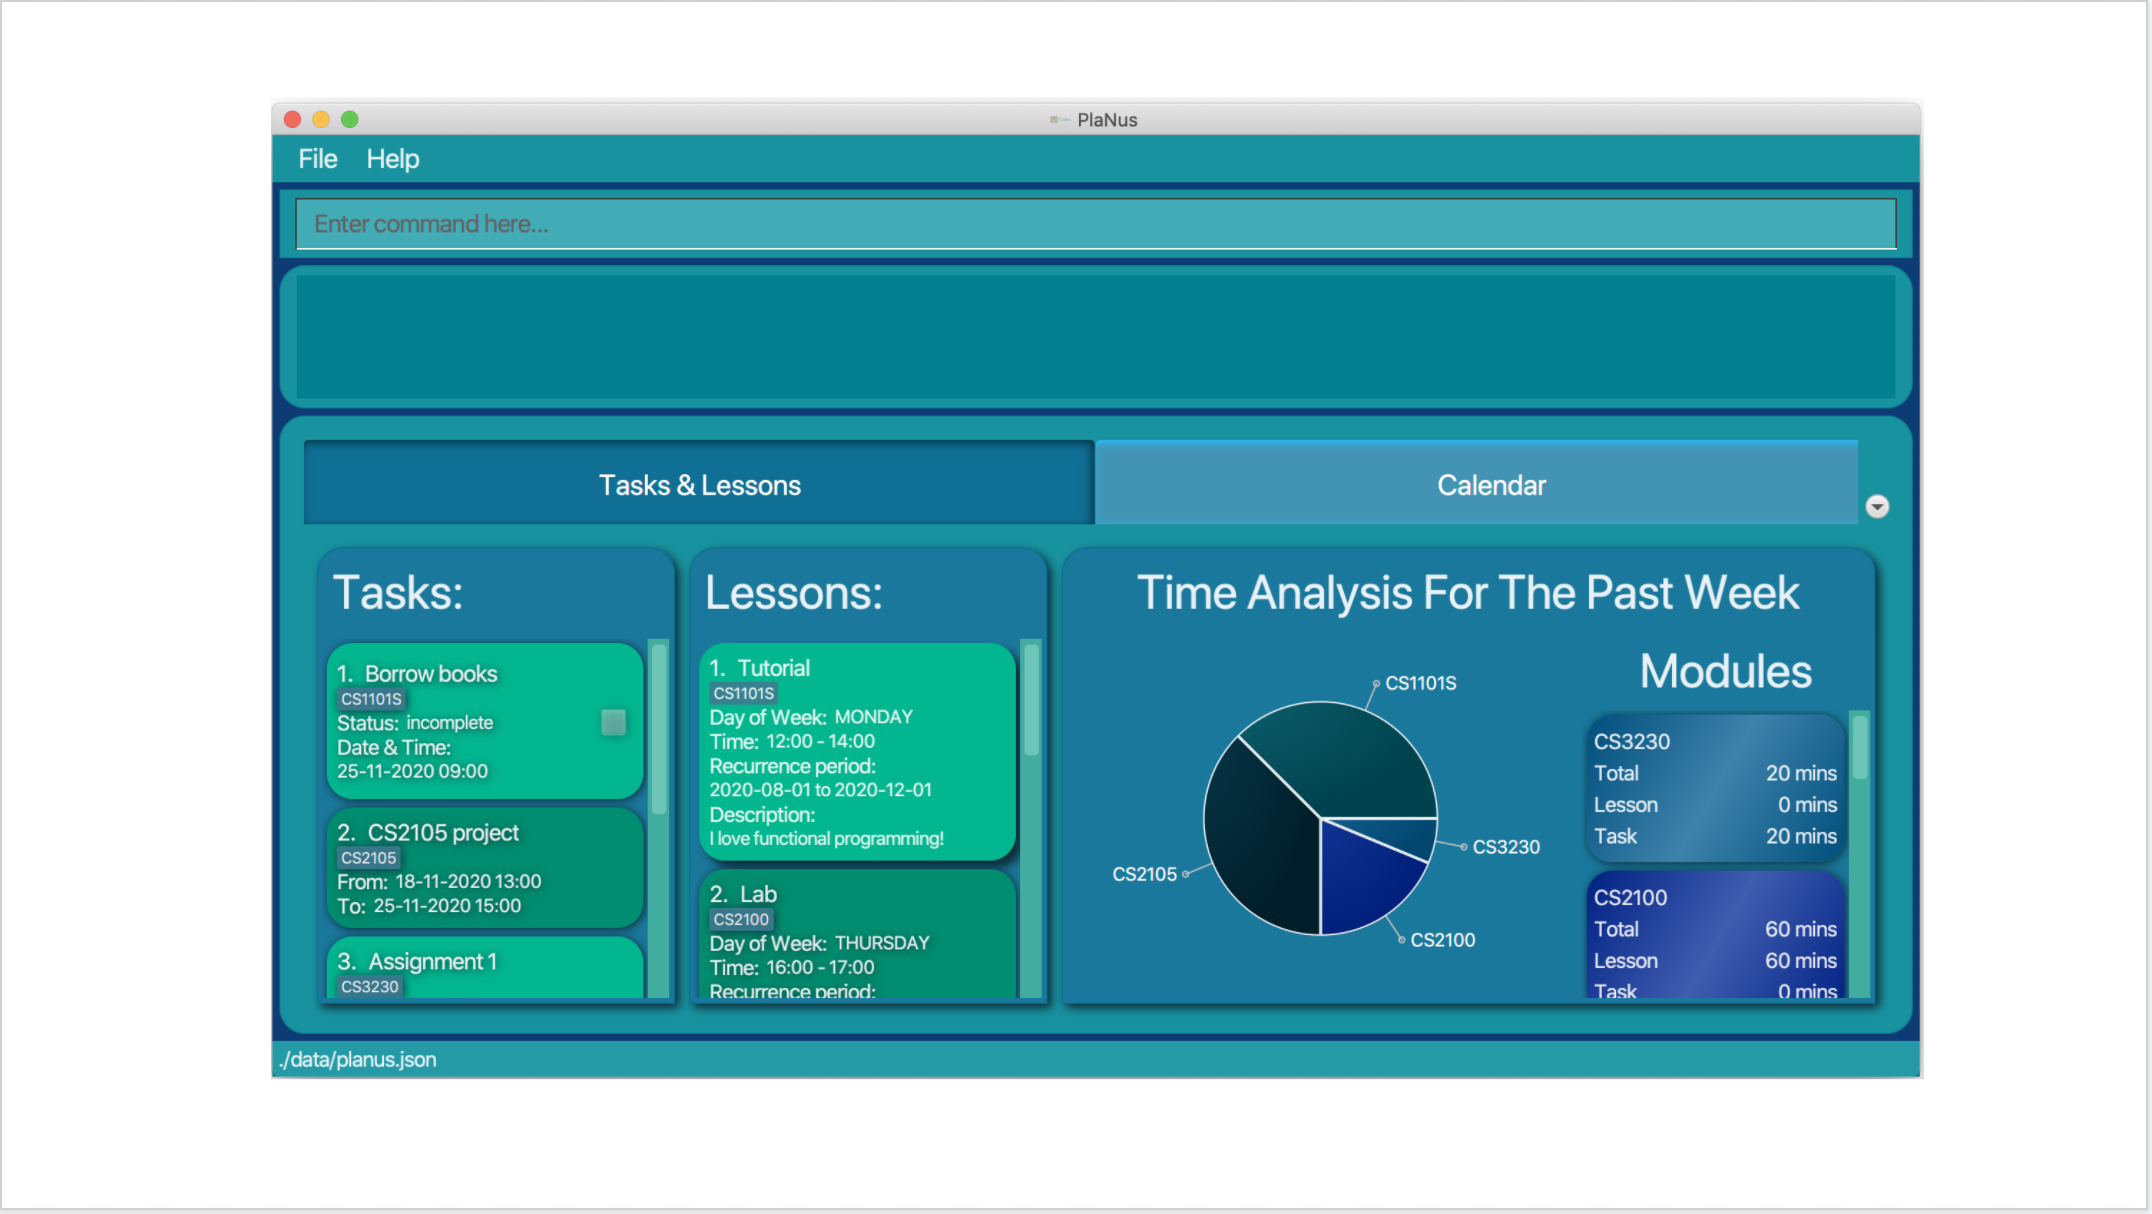 PlaNus
File Help
Enter command here...
Tasks & Lessons
Calendar
Tasks:
1. Borrow books
CS1101S
Status: incomplete
Date & Time:
25-11-2020 09:00
2. CS2105 project
CS2105
From: 18-11-2020 13:00
To: 25-11-2020 15:00
3. Assignment 1
CS3230
Lessons:
1. Tutorial
CS1101S
Day of Week: MONDAY
Time: 12:00 - 14:00
Recurrence period:
2020-08-01 to 2020-12-01
Description:
I love functional programming!
2. Lab
CS2100
Day of Week: THURSDAY
Time: 16:00 - 17:00
Recurrence period:
Time Analysis For The Past Week
CS1101S
CS3230
CS2105
CS2100
Modules
CS3230
Total 20 mins
Lesson 0 mins
Task 20 mins
CS2100
Total 60 mins
Lesson 60 mins
Task 0 mins
./data/planus.json